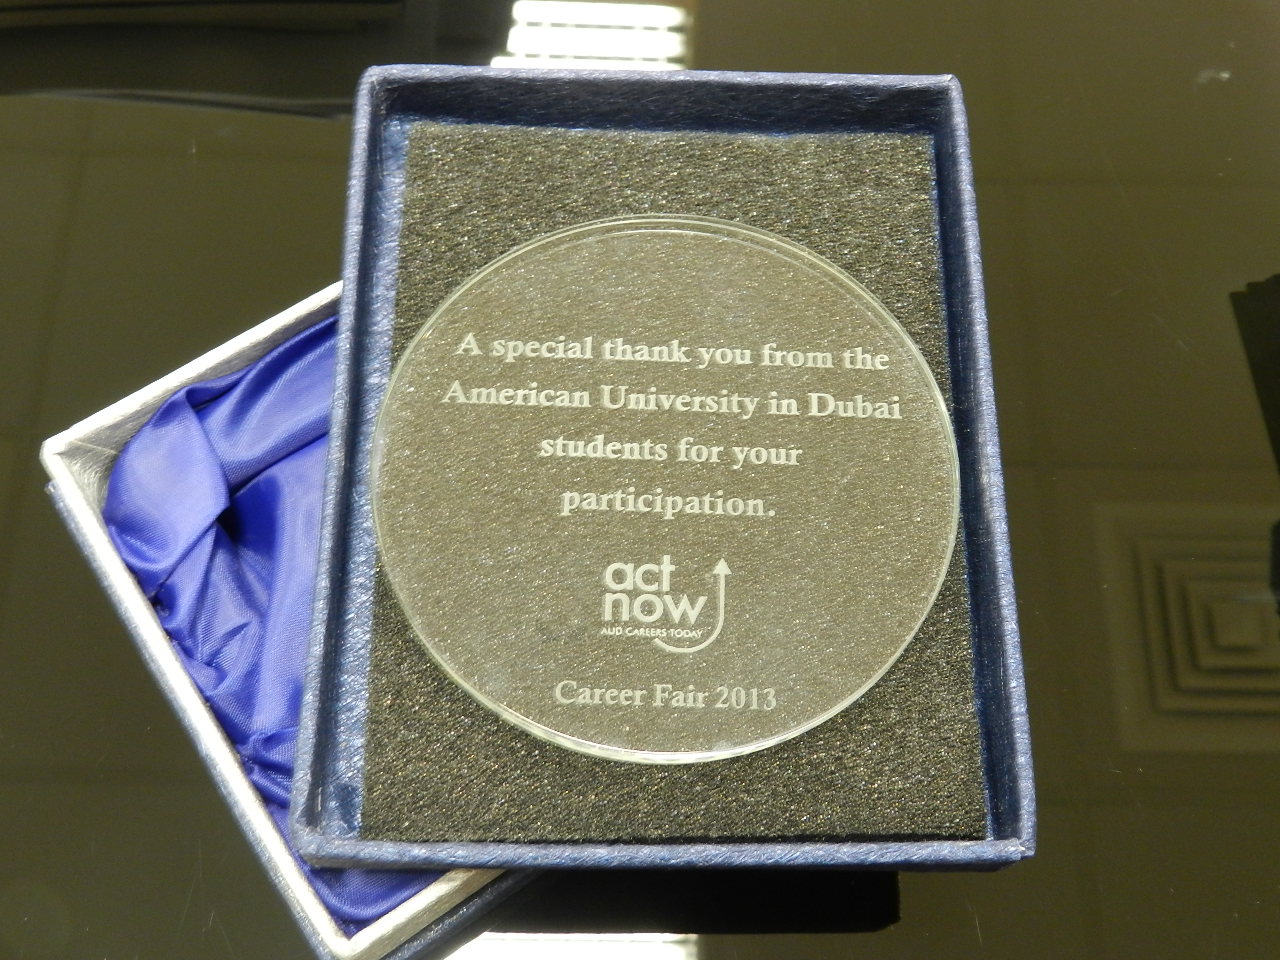 A special thank you from the
American University in Dubai
students for your
participation.
act
now
AUD CAREERS TODAY
Career Fair 2013